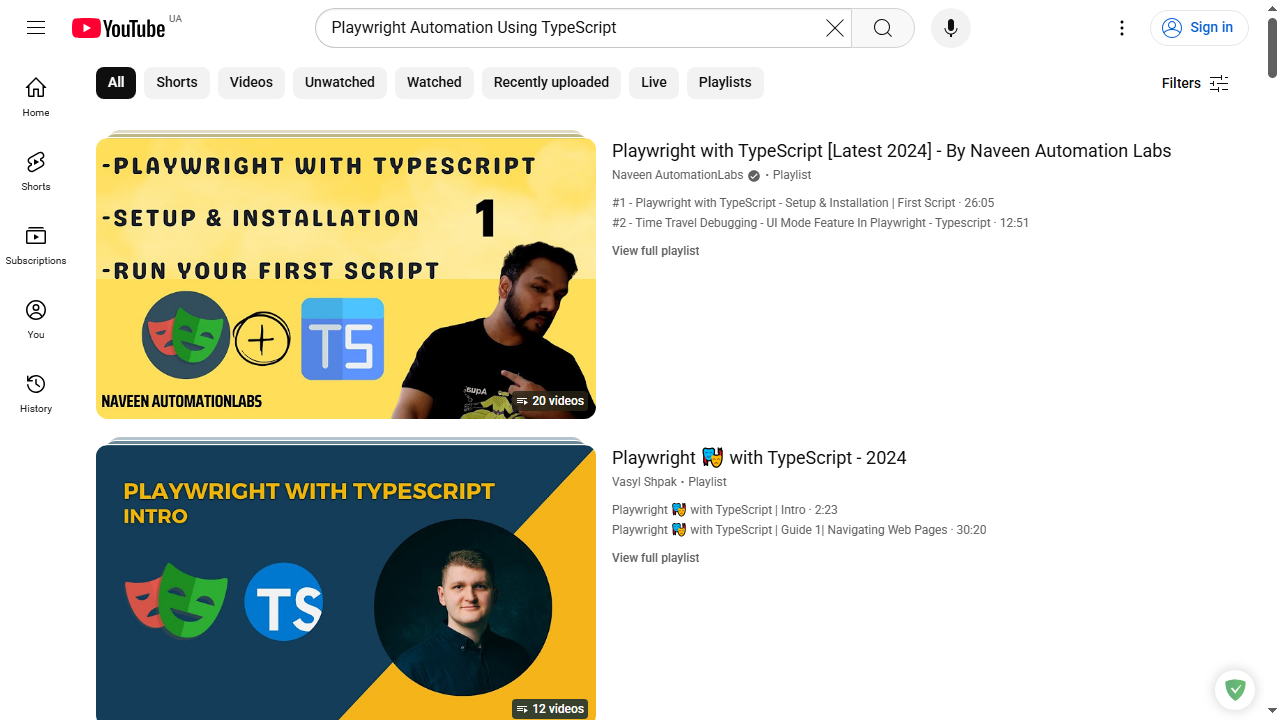 YouTube UA
Playwright Automation Using TypeScript
Sign in
Home
Shorts
Subscriptions
You
History
All
Shorts
Videos
Unwatched
Watched
Recently uploaded
Live
Playlists
Filters
-PLAYWRIGHT WITH TYPESCRIPT
-SETUP & INSTALLATION
1
-RUN YOUR FIRST SCRIPT
TS
NAVEEN AUTOMATIONLABS
20 videos
Playwright with TypeScript [Latest 2024] - By Naveen Automation Labs
Naveen AutomationLabs • Playlist
#1 - Playwright with TypeScript - Setup & Installation | First Script · 26:05
#2 - Time Travel Debugging - UI Mode Feature In Playwright - Typescript · 12:51
View full playlist
PLAYWRIGHT WITH TYPESCRIPT
INTRO
TS
12 videos
Playwright 🎭 with TypeScript - 2024
Vasyl Shpak • Playlist
Playwright 🎭 with TypeScript | Intro · 2:23
Playwright 🎭 with TypeScript | Guide 1| Navigating Web Pages · 30:20
View full playlist